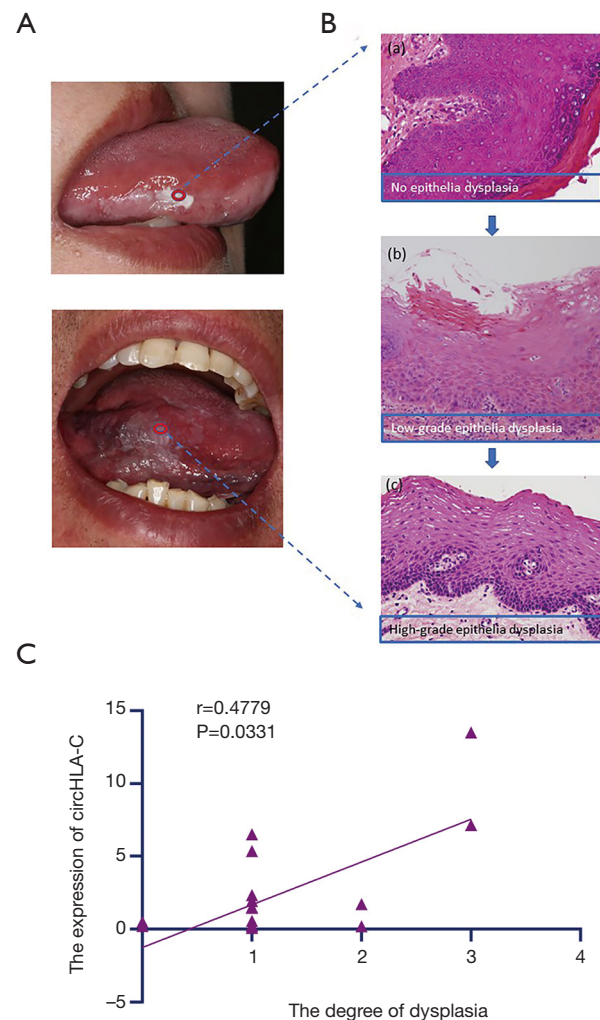 A
B
(a)
No epithelia dysplasia
(b)
Low-grade epithelia dysplasia
(c)
High-grade epithelia dysplasia
C
r=0.4779
P=0.0331
The expression of circHLA-C
15
10
5
0
–5
1 2 3 4
The degree of dysplasia